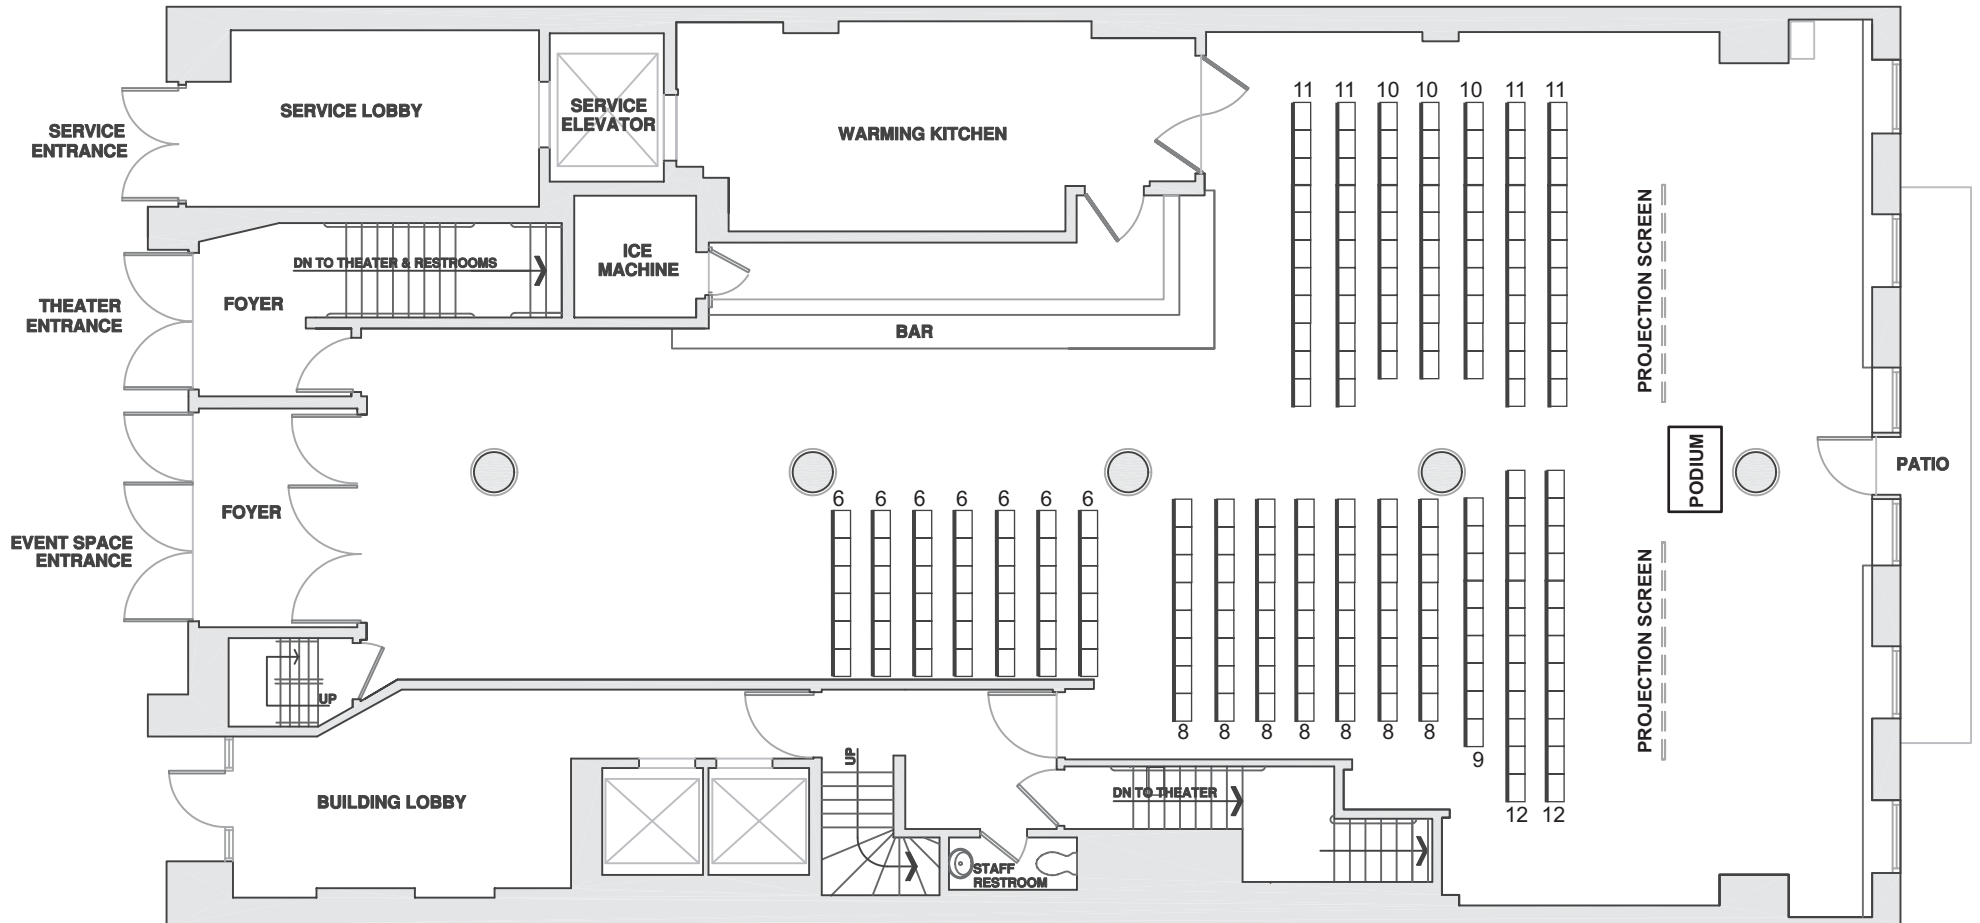 11 11 10 10 10 11 11
SERVICE LOBBY
SERVICE
ELEVATOR
WARMING KITCHEN
SERVICE
ENTRANCE
PROJECTION SCREEN
ICE
MACHINE
DN TO THEATER & RESTROOMS
FOYER
THEATER
ENTRANCE
BAR
PODIUM
PATIO
6 6 6 6 6 6 6
FOYER
EVENT SPACE
ENTRANCE
PROJECTION SCREEN
UP
8 8 8 8 8 8 8
9
UP
DN TO THEATER
BUILDING LOBBY
12 12
STAFF
RESTROOM